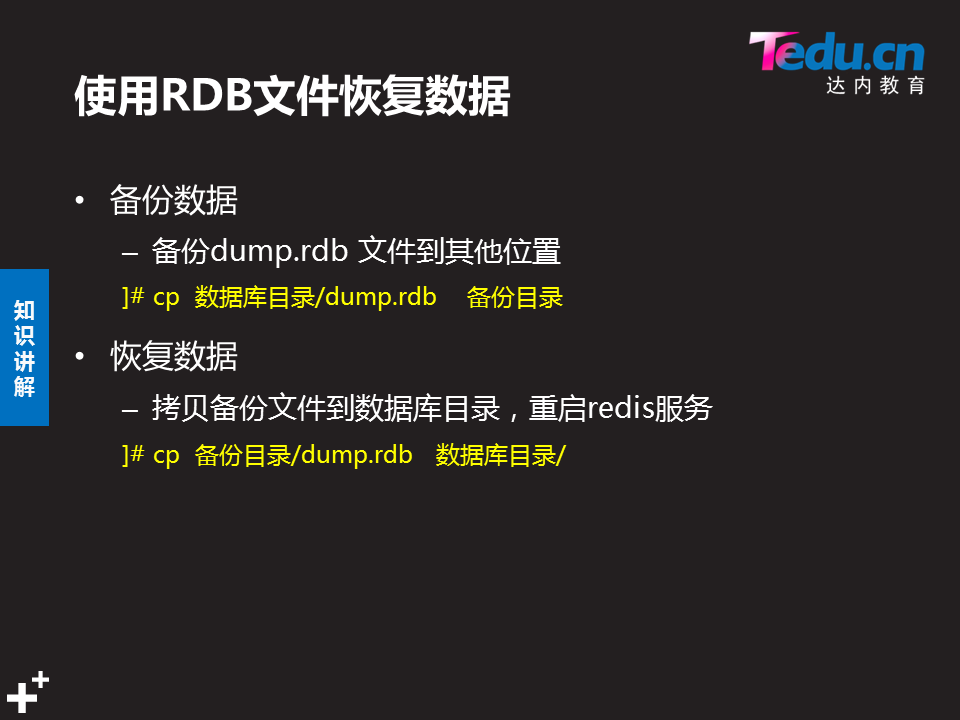 Tedu.cn
达内教育
使用RDB文件恢复数据
• 备份数据
– 备份dump.rdb 文件到其他位置
]# cp 数据库目录/dump.rdb 备份目录
• 恢复数据
– 拷贝备份文件到数据库目录，重启redis服务
]# cp 备份目录/dump.rdb 数据库目录/
知识讲解